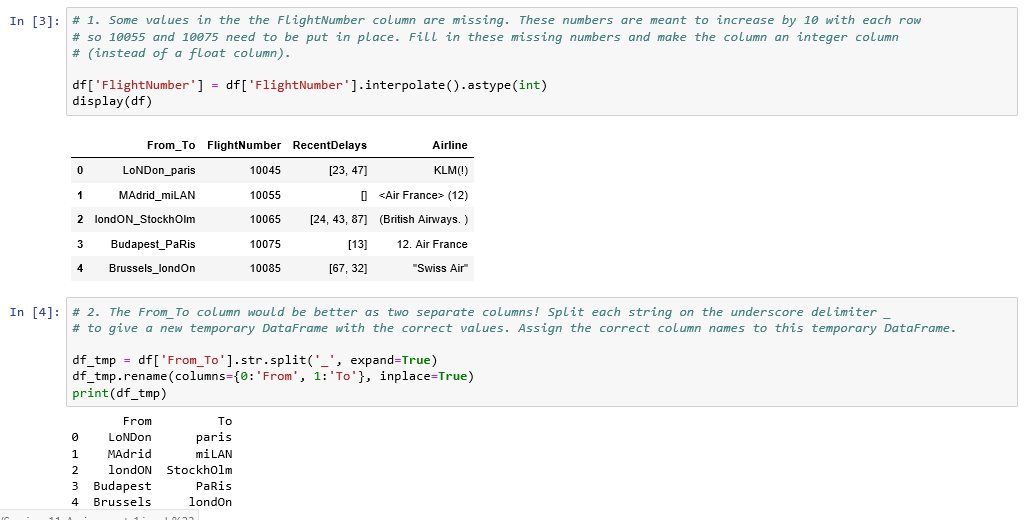 In [3]: # 1. Some values in the the FlightNumber column are missing. These numbers are meant to increase by 10 with each row
# so 10055 and 10075 need to be put in place. Fill in these missing numbers and make the column an integer column
# (instead of a float column).
df['FlightNumber'] = df['FlightNumber'].interpolate().astype(int)
display(df)
From_To FlightNumber RecentDelays Airline
0 LoNDon_paris 10045 [23, 47] KLM(!)
1 MAdrid_miLAN 10055 [] <Air France> (12)
2 londON_StockhOlm 10065 [24, 43, 87] (British Airways. )
3 Budapest_PaRis 10075 [13] 12. Air France
4 Brussels_londOn 10085 [67, 32] "Swiss Air"
In [4]: # 2. The From_To column would be better as two separate columns! Split each string on the underscore delimiter _
# to give a new temporary DataFrame with the correct values. Assign the correct column names to this temporary DataFrame.
df_tmp = df['From_To'].str.split('_', expand=True)
df_tmp.rename(columns={0:'From', 1:'To'}, inplace=True)
print(df_tmp)
From To
0 LoNDon paris
1 MAdrid miLAN
2 londON StockhOlm
3 Budapest PaRis
4 Brussels londOn